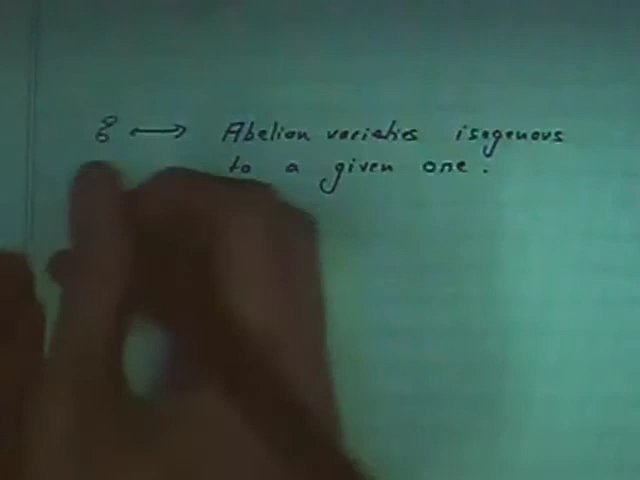 ↔ Abelian varieties isogenous
to a given one.